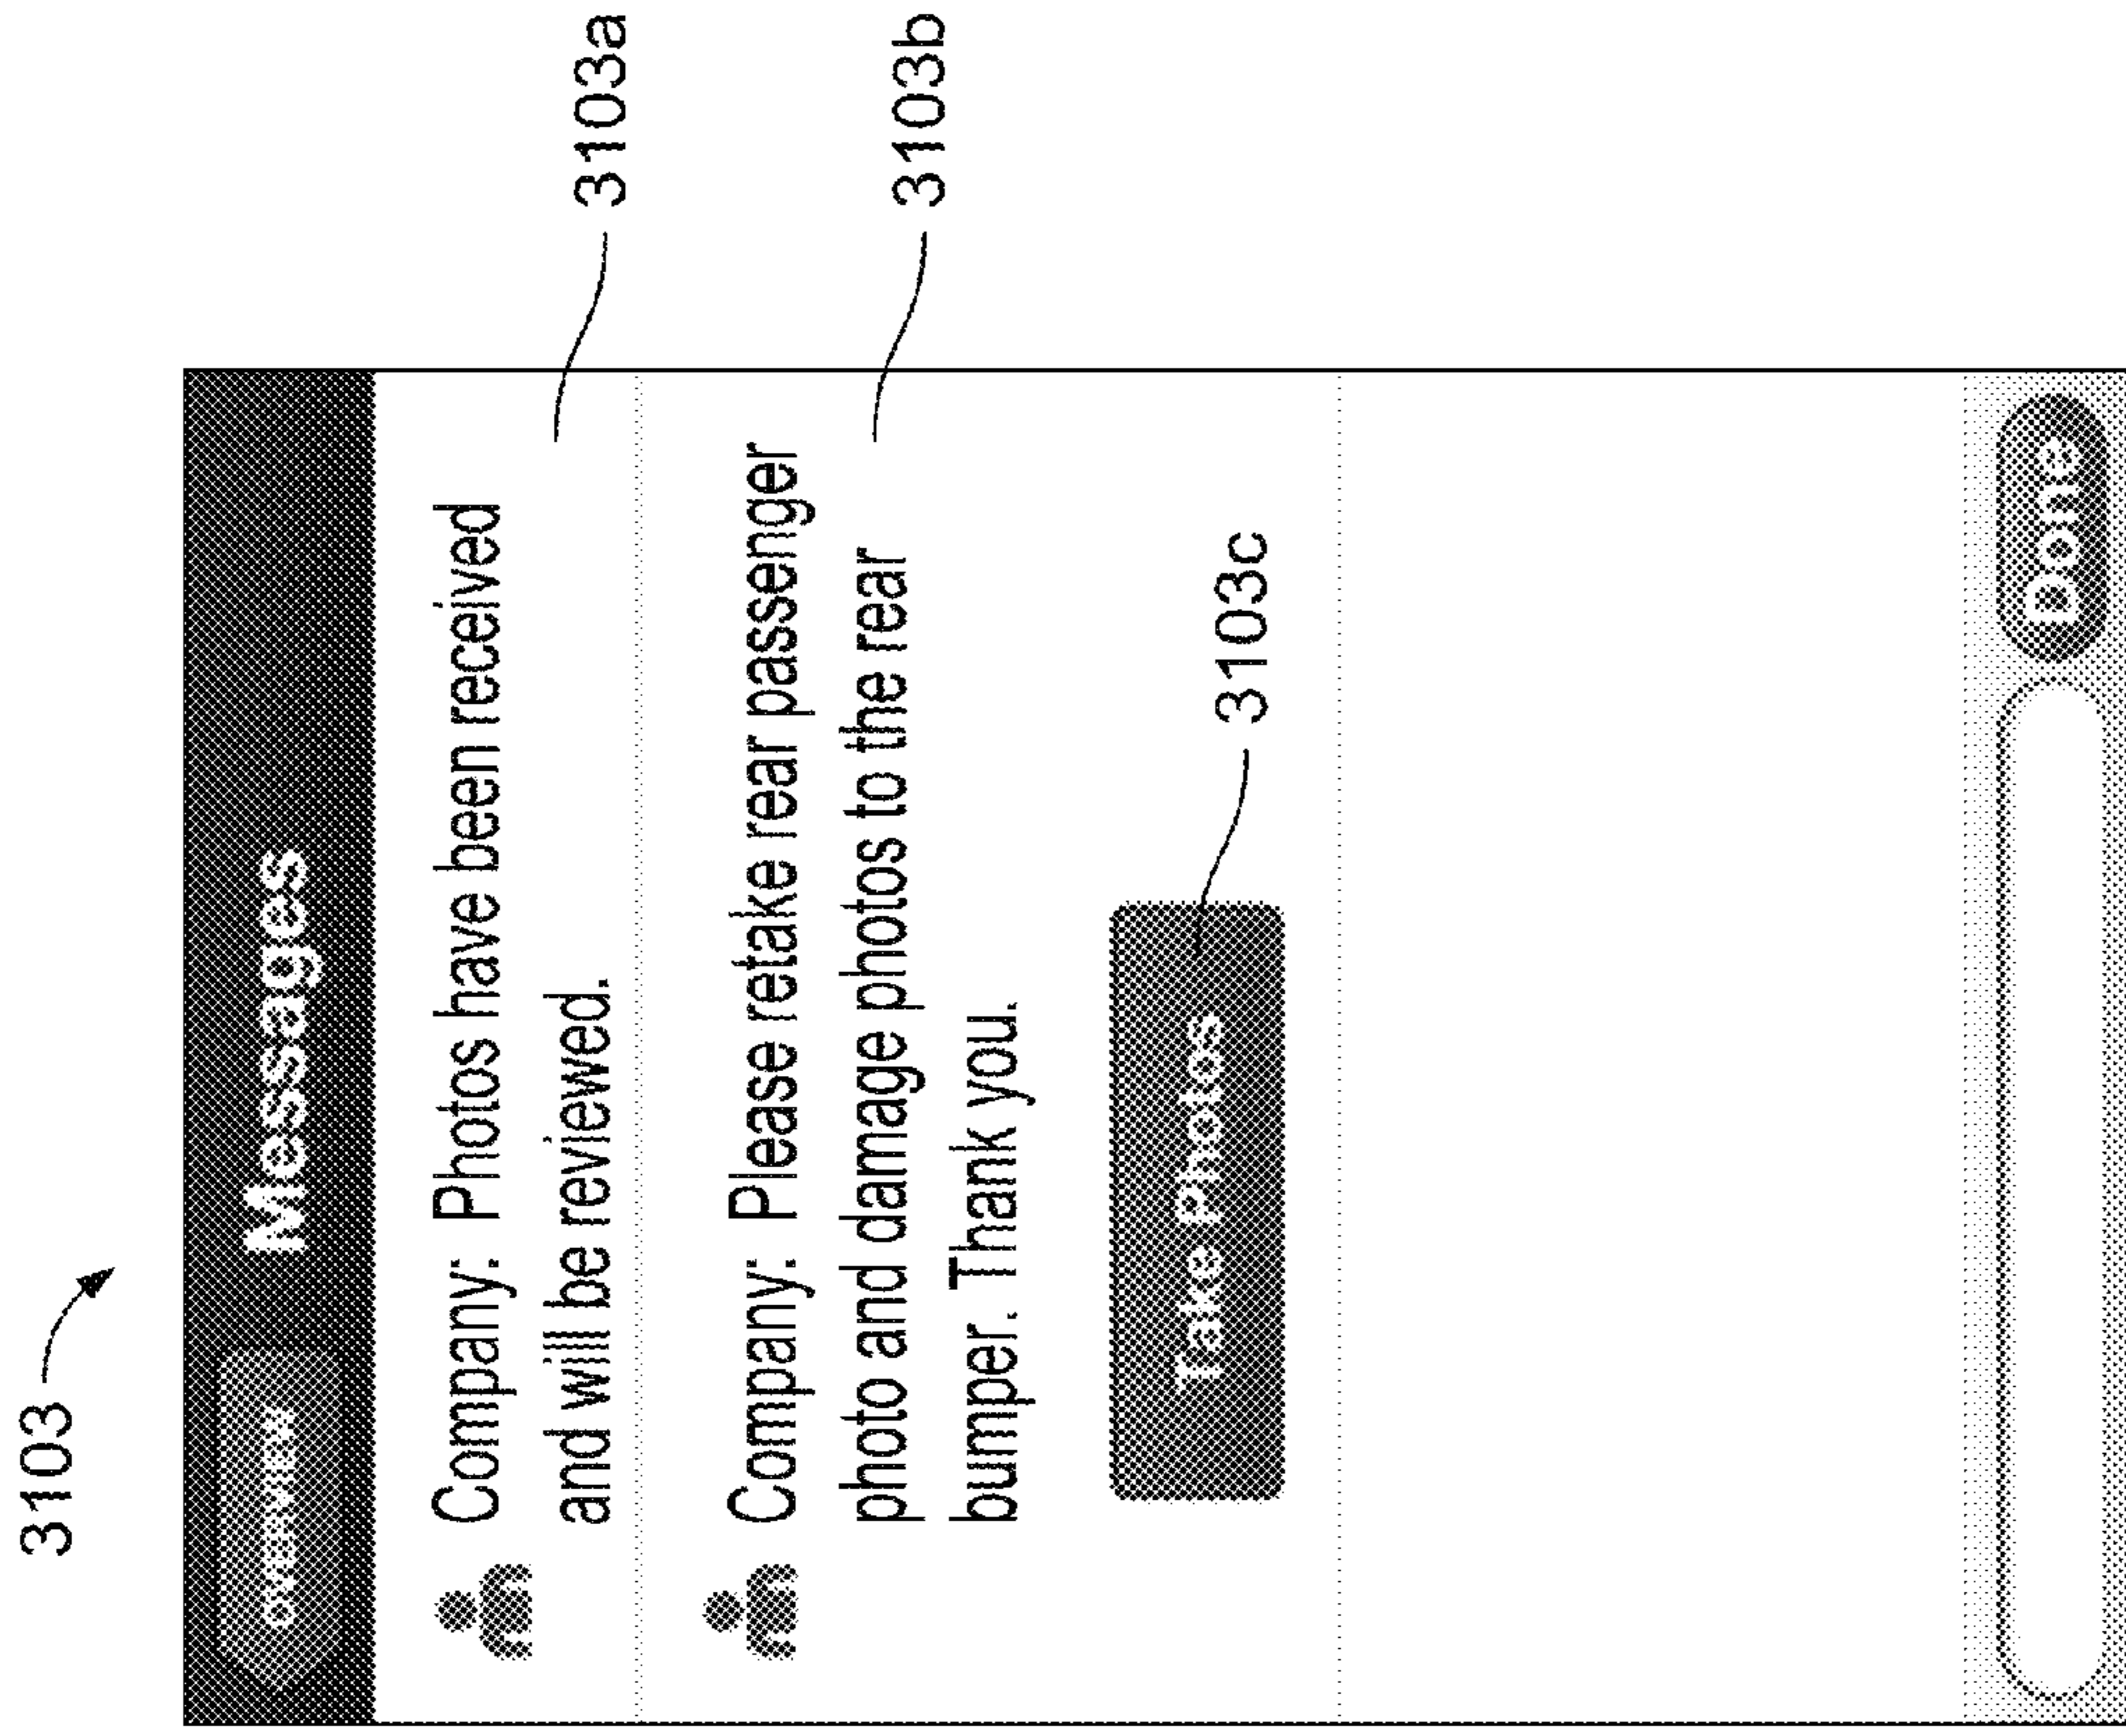 3103
OVERVIEW
Messages
Company: Photos have been received
and will be reviewed.
3103a
Company: Please retake rear passenger
photo and damage photos to the rear
bumper. Thank you.
3103b
Take Photos
3103c
Done